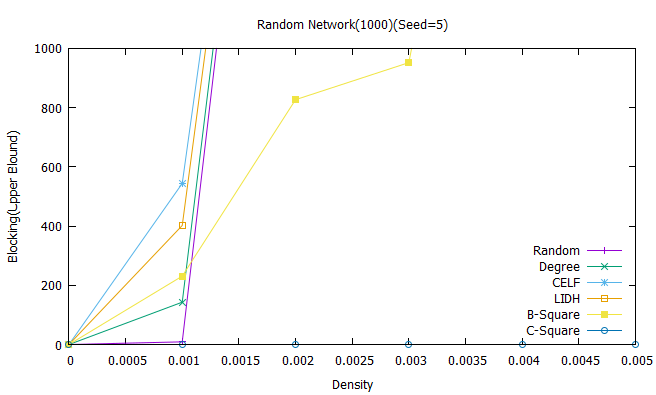 Random Network(1000)(Seed=5)
1000
800
600
400
200
0
Blocking(Lpper Blound)
Random
Degree
CELF
LIDH
B-Square
C-Square
0 0.0005 0.001 0.0015 0.002 0.0025 0.003 0.0035 0.004 0.0045 0.005
Density